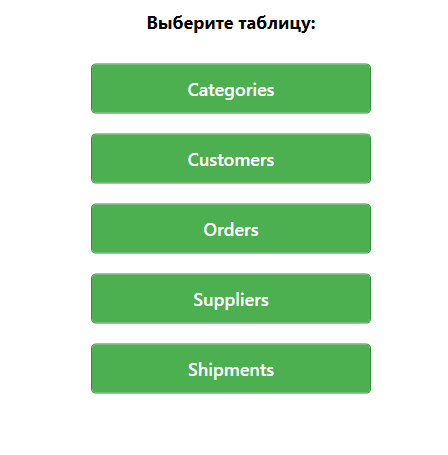 Выберите таблицу:
Categories
Customers
Orders
Suppliers
Shipments